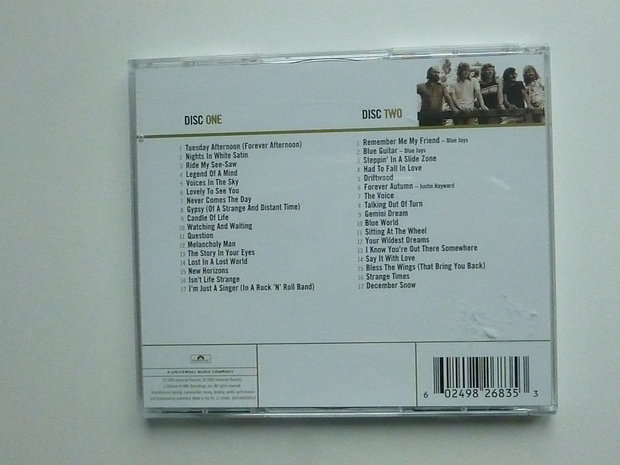 DISC ONE
1 Tuesday Afternoon (Forever Afternoon)
2 Nights In White Satin
3 Ride My See-Saw
4 Legend Of A Mind
5 Voices In The Sky
6 Lovely To See You
7 Never Comes The Day
8 Gypsy (Of A Strange And Distant Time)
9 Candle Of Life
10 Watching And Waiting
11 Question
12 Melancholy Man
13 The Story In Your Eyes
14 Lost In A Lost World
15 New Horizons
16 Isn't Life Strange
17 I'm Just A Singer (In A Rock 'N' Roll Band)
DISC TWO
1 Remember Me My Friend – Blue Jays
2 Blue Guitar – Blue Jays
3 Steppin' In A Slide Zone
4 Had To Fall In Love
5 Driftwood
6 Forever Autumn – Justin Hayward
7 The Voice
8 Talking Out Of Turn
9 Gemini Dream
10 Blue World
11 Sitting At The Wheel
12 Your Wildest Dreams
13 I Know You're Out There Somewhere
14 Say It With Love
15 Bless The Wings (That Bring You Back)
16 Strange Times
17 December Snow
A UNIVERSAL MUSIC COMPANY
6 02498 26835 3